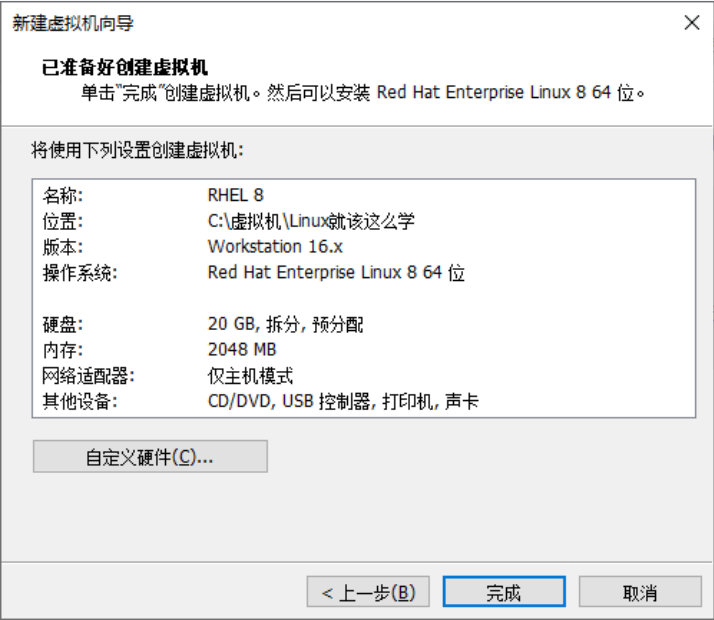 新建虚拟机向导
已准备好创建虚拟机
单击"完成"创建虚拟机。然后可以安装 Red Hat Enterprise Linux 8 64 位。
将使用下列设置创建虚拟机:
名称: RHEL 8
位置: C:\虚拟机\Linux就该这么学
版本: Workstation 16.x
操作系统: Red Hat Enterprise Linux 8 64 位
硬盘: 20 GB, 拆分, 预分配
内存: 2048 MB
网络适配器: 仅主机模式
其他设备: CD/DVD, USB 控制器, 打印机, 声卡
自定义硬件(C)...
< 上一步(B) 完成 取消